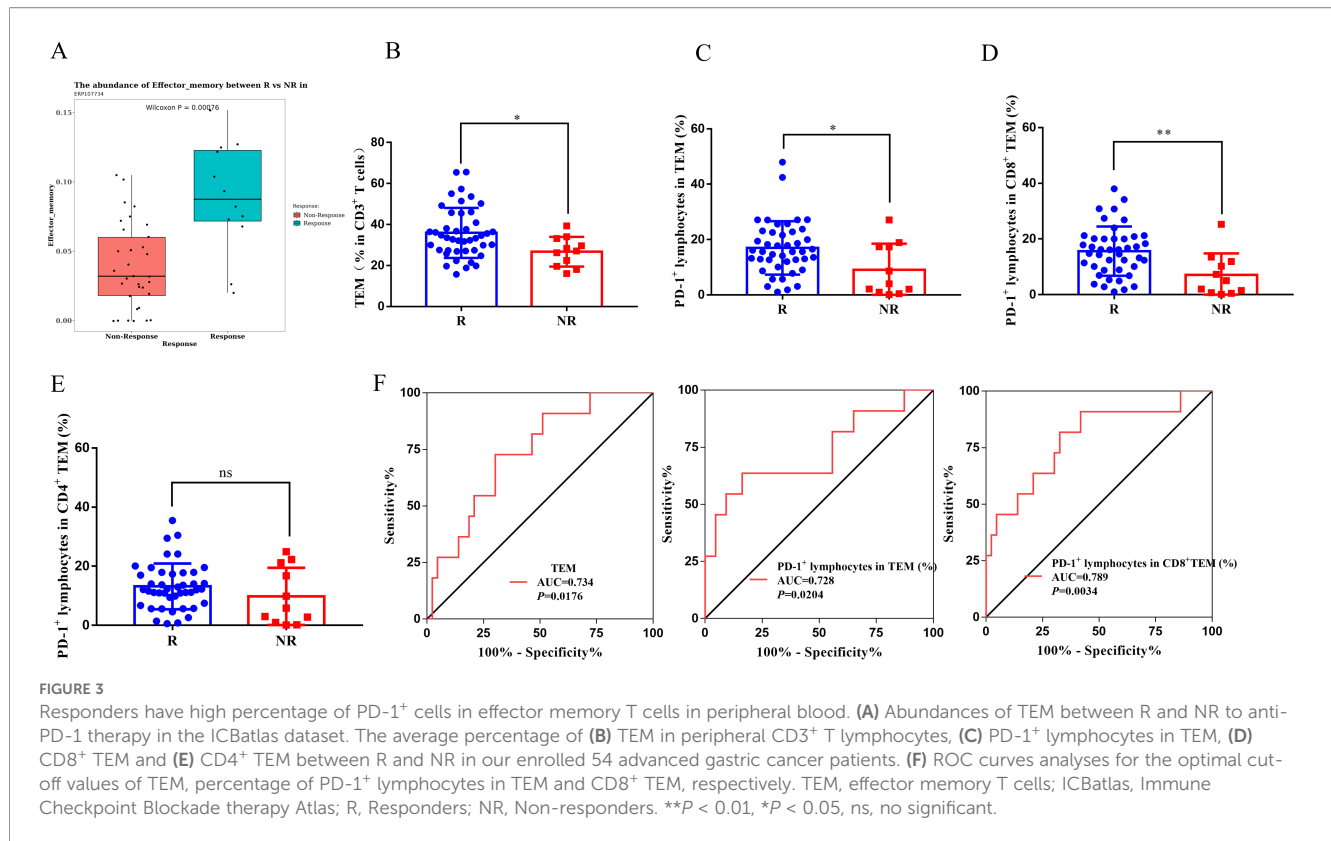 A
The abundance of Effector_memory between R vs NR in
ERP107734
Wilcoxon P = 0.00076
0.15
0.10
0.05
0.00
Effector_memory
Non-Response
Response
Response
Response:
Non-Response
Response
B
TEM（% in CD3⁺ T cells）
80
60
40
20
0
*
R
NR
C
PD-1⁺ lymphocytes in TEM (%)
60
40
20
0
*
R
NR
D
PD-1⁺ lymphocytes in CD8⁺ TEM (%)
60
40
20
0
**
R
NR
E
PD-1⁺ lymphocytes in CD4⁺ TEM (%)
60
40
20
0
ns
R
NR
F
Sensitivity%
100
75
50
25
0
TEM
AUC=0.734
P=0.0176
0
25
50
75
100
100% - Specificity%
Sensitivity%
100
75
50
25
0
PD-1⁺ lymphocytes in TEM (%)
AUC=0.728
P=0.0204
0
25
50
75
100
100% - Specificity%
Sensitivity%
100
75
50
25
0
PD-1⁺ lymphocytes in CD8⁺TEM (%)
AUC=0.789
P=0.0034
0
25
50
75
100
100% - Specificity%
FIGURE 3
Responders have high percentage of PD-1⁺ cells in effector memory T cells in peripheral blood. (A) Abundances of TEM between R and NR to anti-
PD-1 therapy in the ICBatlas dataset. The average percentage of (B) TEM in peripheral CD3⁺ T lymphocytes, (C) PD-1⁺ lymphocytes in TEM, (D)
CD8⁺ TEM and (E) CD4⁺ TEM between R and NR in our enrolled 54 advanced gastric cancer patients. (F) ROC curves analyses for the optimal cut-
off values of TEM, percentage of PD-1⁺ lymphocytes in TEM and CD8⁺ TEM, respectively. TEM, effector memory T cells; ICBatlas, Immune
Checkpoint Blockade therapy Atlas; R, Responders; NR, Non-responders. **P < 0.01, *P < 0.05, ns, no significant.